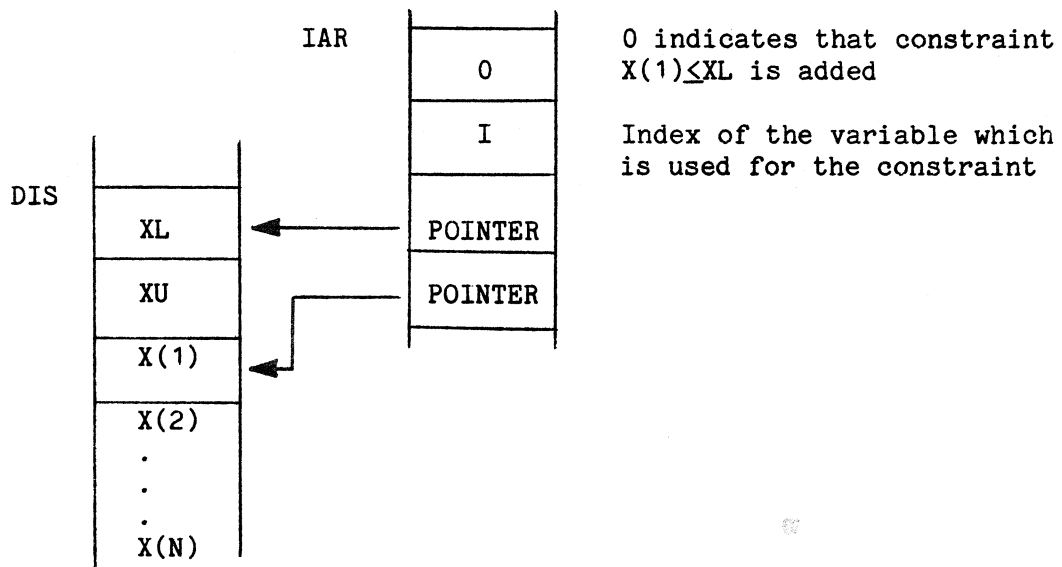 IAR
0
0 indicates that constraint
X(1)≤XL is added
I
Index of the variable which
is used for the constraint
DIS
XL
POINTER
XU
POINTER
X(1)
X(2)
.
.
.
X(N)